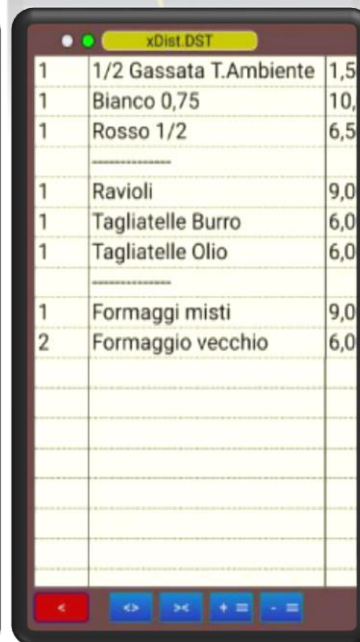 xDist.DST
1 1/2 Gassata T.Ambiente 1,5
1 Bianco 0,75 10,
1 Rosso 1/2 6,5
--------------
1 Ravioli 9,0
1 Tagliatelle Burro 6,0
1 Tagliatelle Olio 6,0
--------------
1 Formaggi misti 9,0
2 Formaggio vecchio 6,0
< <> >< + = - =